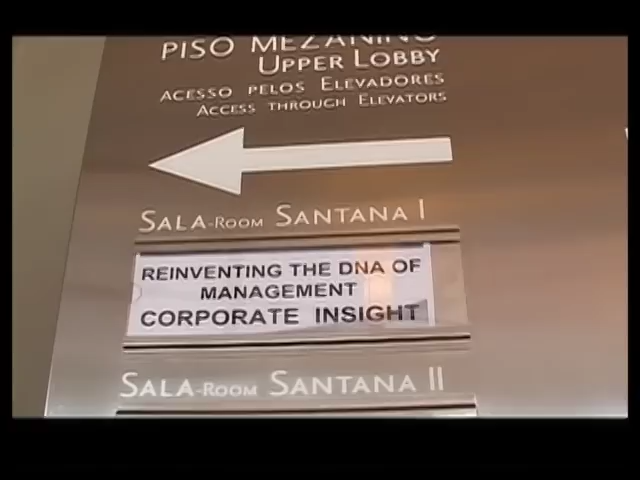 PISO MEZANINO
UPPER LOBBY
ACESSO PELOS ELEVADORES
ACCESS THROUGH ELEVATORS
SALA-ROOM SANTANA I
REINVENTING THE DNA OF
MANAGEMENT
CORPORATE INSIGHT
SALA-ROOM SANTANA II